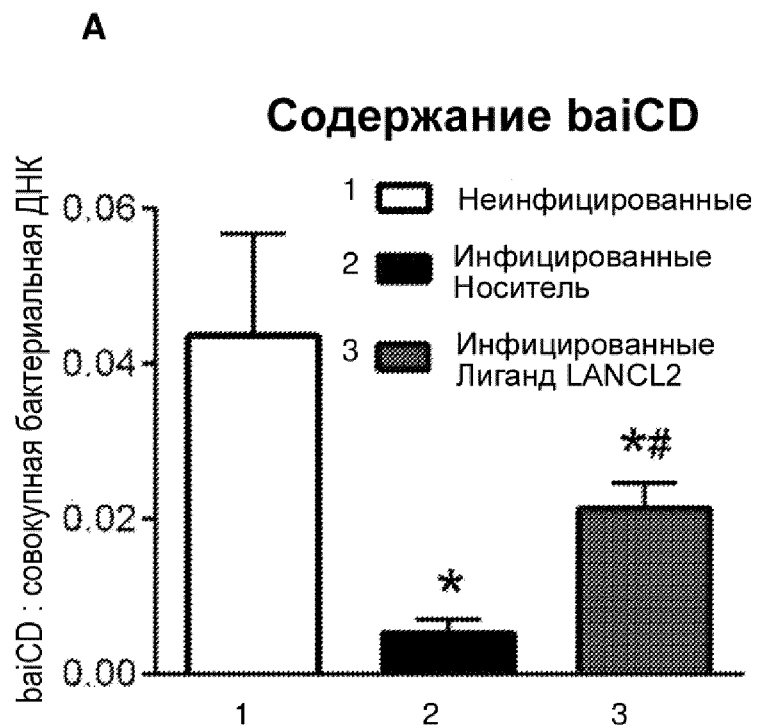 A
Содержание baiCD
baiCD : совокупная бактериальная ДНК
0.06
0.04
0.02
0.00
1 Неинфицированные
2 Инфицированные
Носитель
3 Инфицированные
Лиганд LANCL2
*
*#
1 2 3